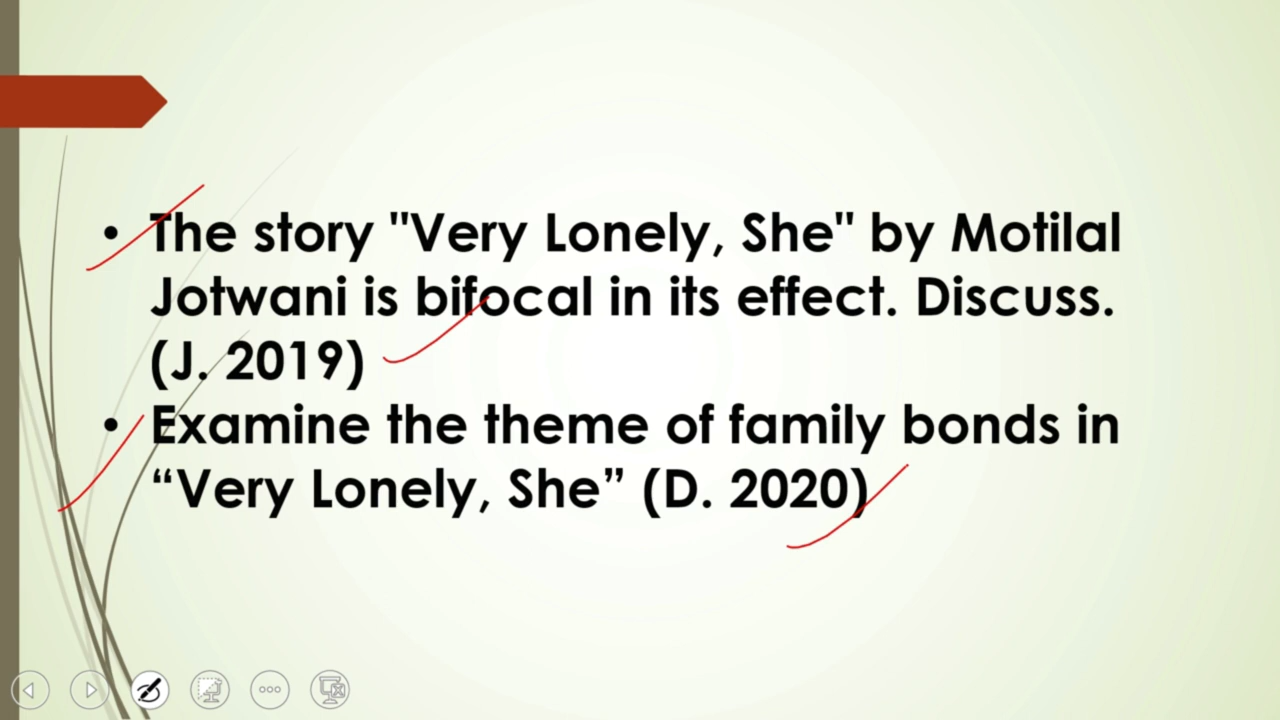 • The story "Very Lonely, She" by Motilal
Jotwani is bifocal in its effect. Discuss.
(J. 2019)
• Examine the theme of family bonds in
“Very Lonely, She” (D. 2020)